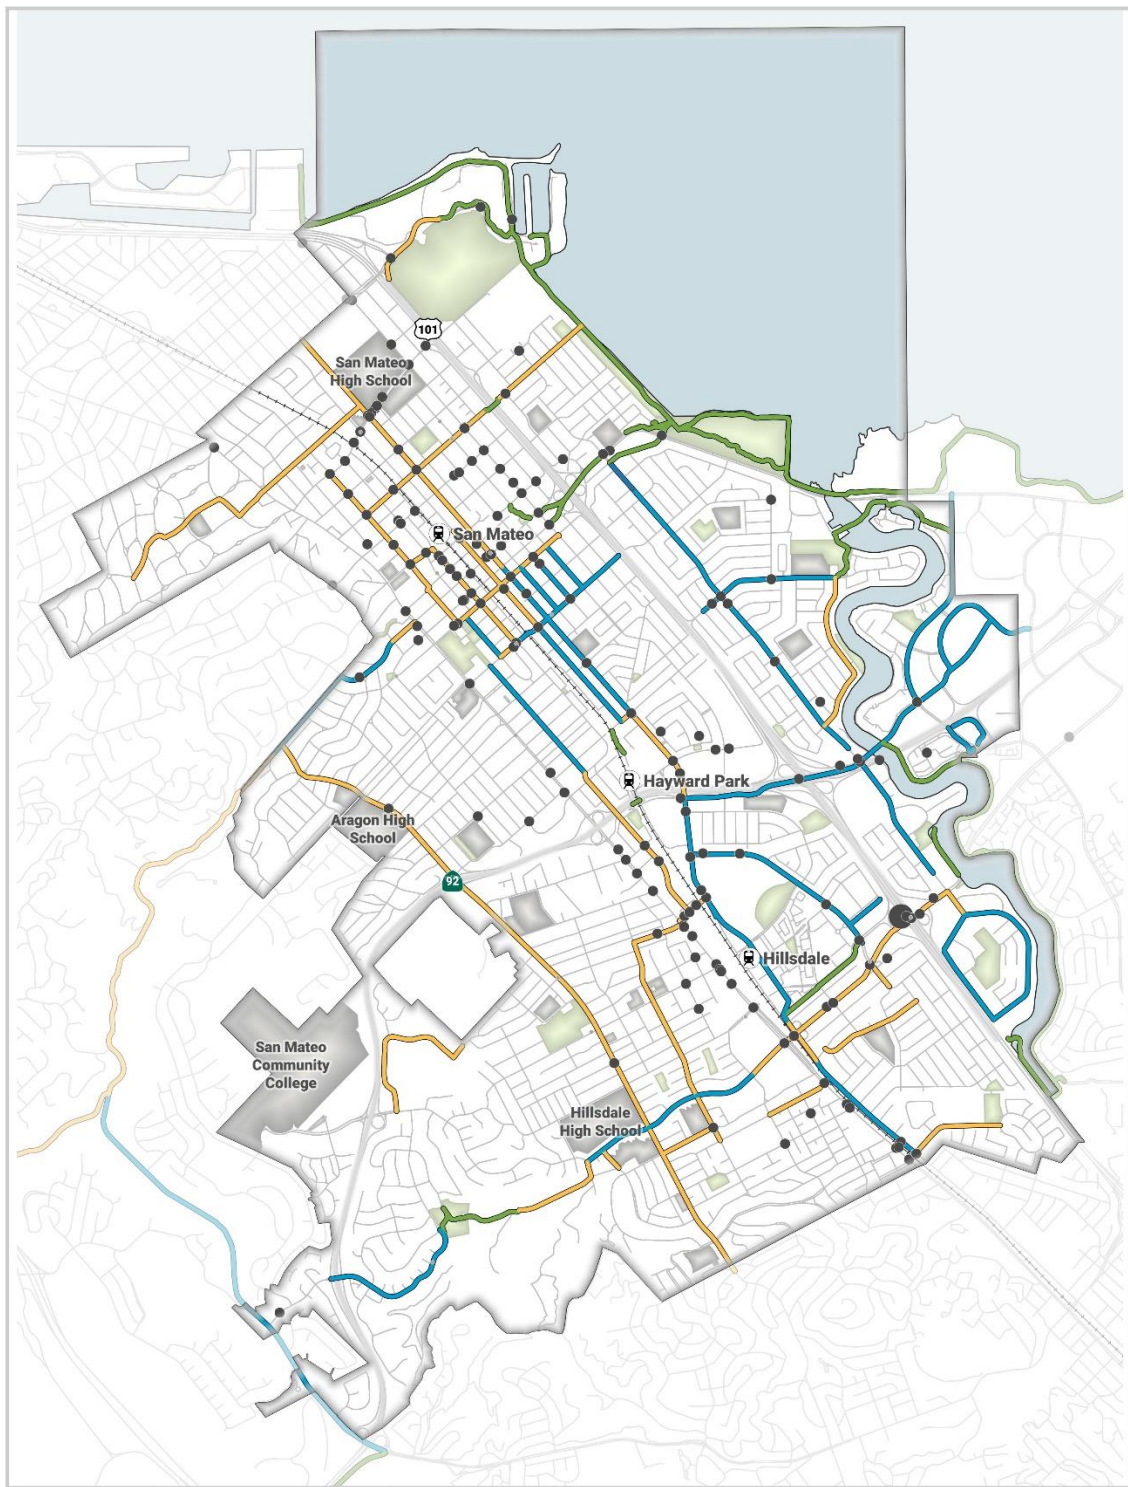 101
San Mateo
High School
San Mateo
Hayward Park
Aragon High
School
92
Hillsdale
San Mateo
Community
College
Hillsdale
High School